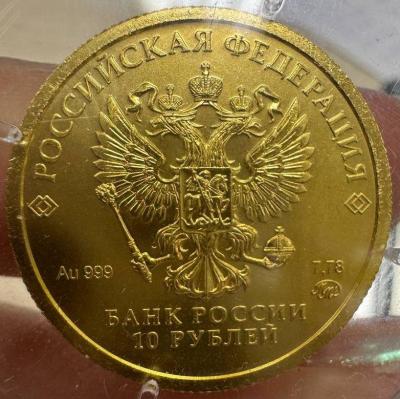 РОССИЙСКАЯ ФЕДЕРАЦИЯ
Au 999
7,78
БАНК РОССИИ
10 РУБЛЕЙ